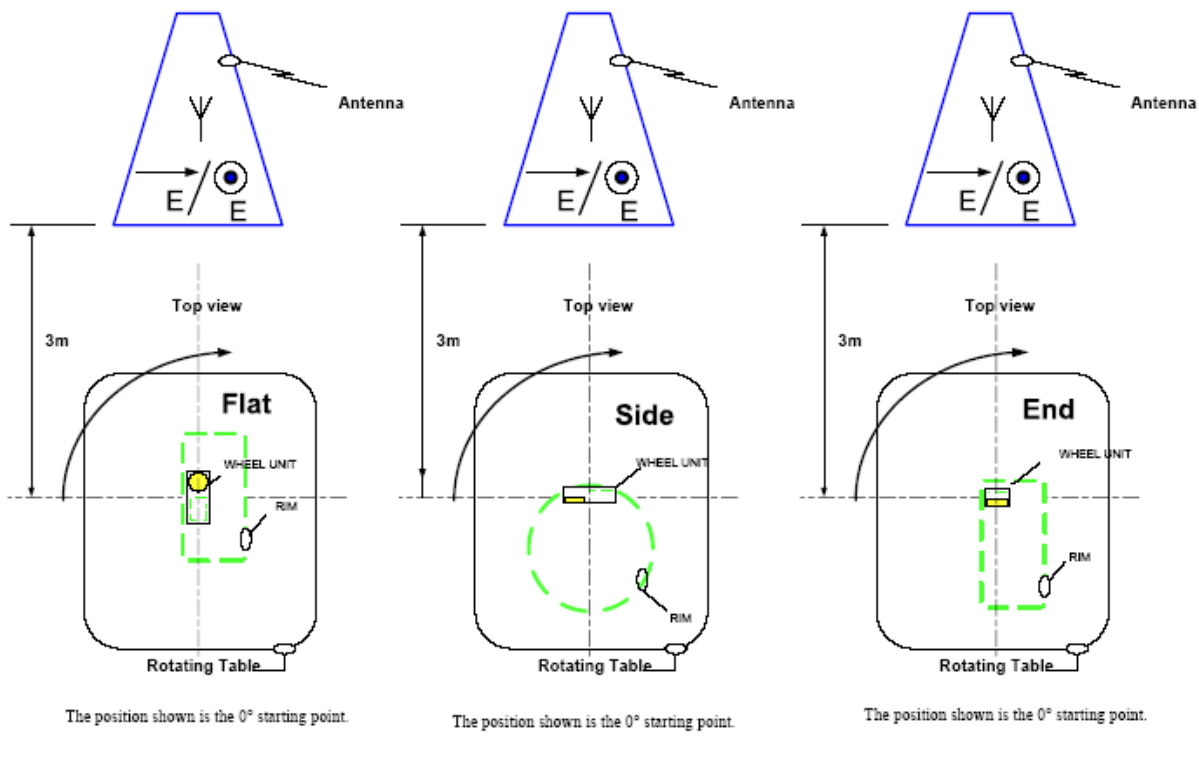 Antenna
E
E
Top view
3m
Flat
WHEEL UNIT
RIM
Rotating Table
The position shown is the 0° starting point.
Antenna
E
E
Top view
3m
Side
WHEEL UNIT
RIM
Rotating Table
The position shown is the 0° starting point.
Antenna
E
E
Top view
3m
End
WHEEL UNIT
RIM
Rotating Table
The position shown is the 0° starting point.